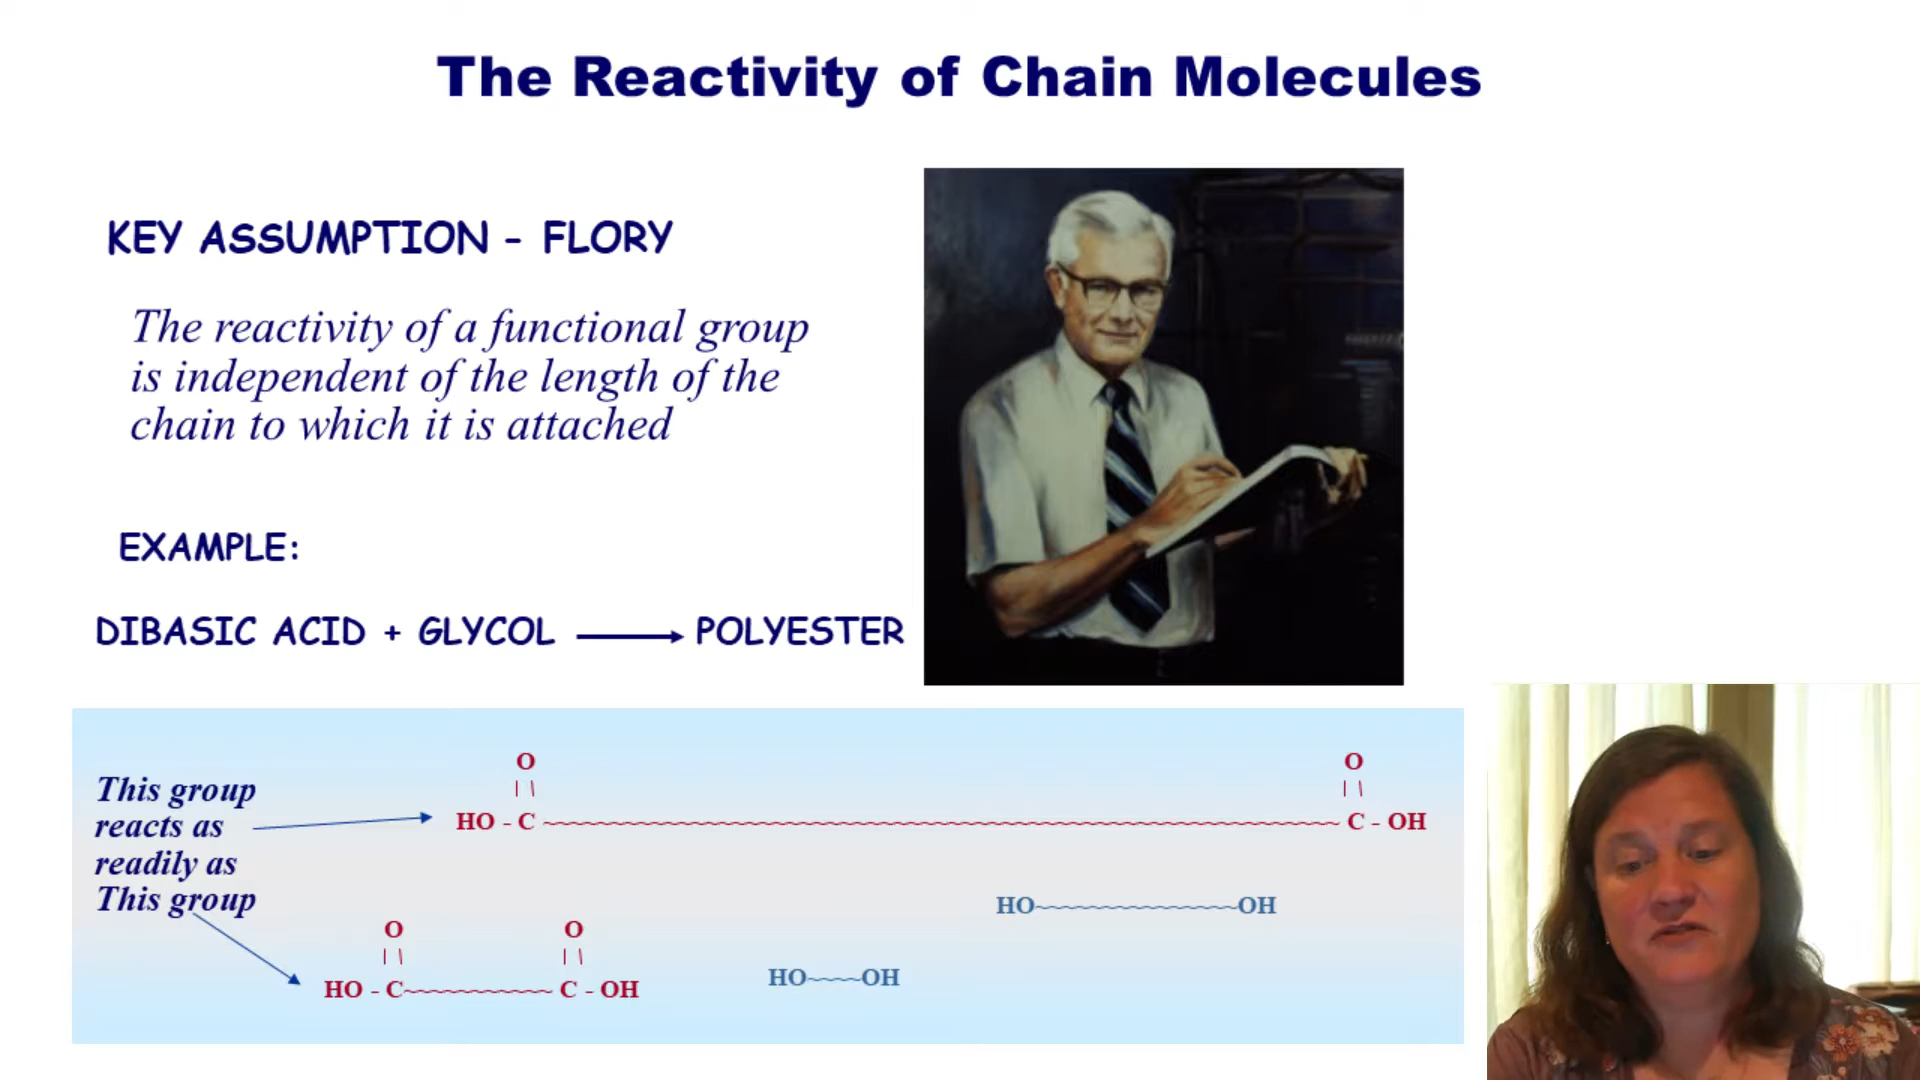 The Reactivity of Chain Molecules
KEY ASSUMPTION - FLORY
The reactivity of a functional group
is independent of the length of the
chain to which it is attached
EXAMPLE:
DIBASIC ACID + GLYCOL ⟶ POLYESTER
This group
reacts as
readily as
This group
O O
|| ||
HO - C~~~~~~~~~~~~~~~~~~~~~~~~~~~~~~~~~~~~~~~~C - OH
HO~~~~~~~~~~OH
O O
|| ||
HO - C~~~~~~~~C - OH
HO~~~~OH